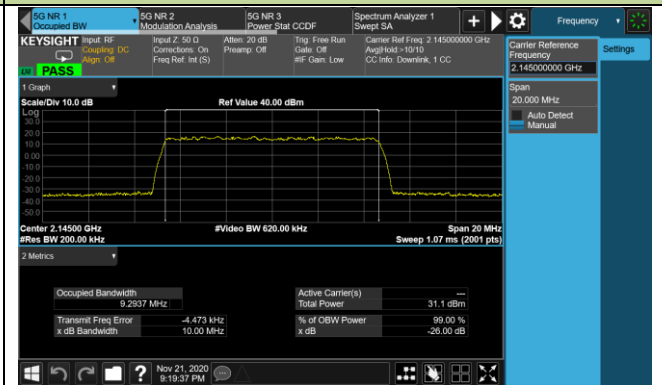 5G NR 1
Occupied BW
5G NR 2
Modulation Analysis
5G NR 3
Power Stat CCDF
Spectrum Analyzer 1
Swept SA
Frequency
KEYSIGHT
Input: RF
Coupling: DC
Align: Off
Input Z: 50 Ω
Corrections: On
Freq Ref: Int (S)
Atten: 20 dB
Preamp: Off
Trig: Free Run
Gate: Off
#IF Gain: Low
Carrier Ref Freq: 2.145000000 GHz
Avg|Hold:>10/10
CC Info: Downlink, 1 CC
PASS
Carrier Reference
Frequency
2.145000000 GHz
Settings
Span
20.000 MHz
Auto Detect
Manual
1 Graph
Scale/Div 10.0 dB
Ref Value 40.00 dBm
Log
30.0
20.0
10.0
0.00
-10.0
-20.0
-30.0
-40.0
-50.0
Center 2.14500 GHz
#Video BW 620.00 kHz
Span 20 MHz
#Res BW 200.00 kHz
Sweep 1.07 ms (2001 pts)
2 Metrics
Occupied Bandwidth
9.2937 MHz
Active Carrier(s)
---
Total Power
31.1 dBm
Transmit Freq Error
-4.473 kHz
% of OBW Power
99.00 %
x dB Bandwidth
10.00 MHz
x dB
-26.00 dB
?
Nov 21, 2020
9:19:37 PM